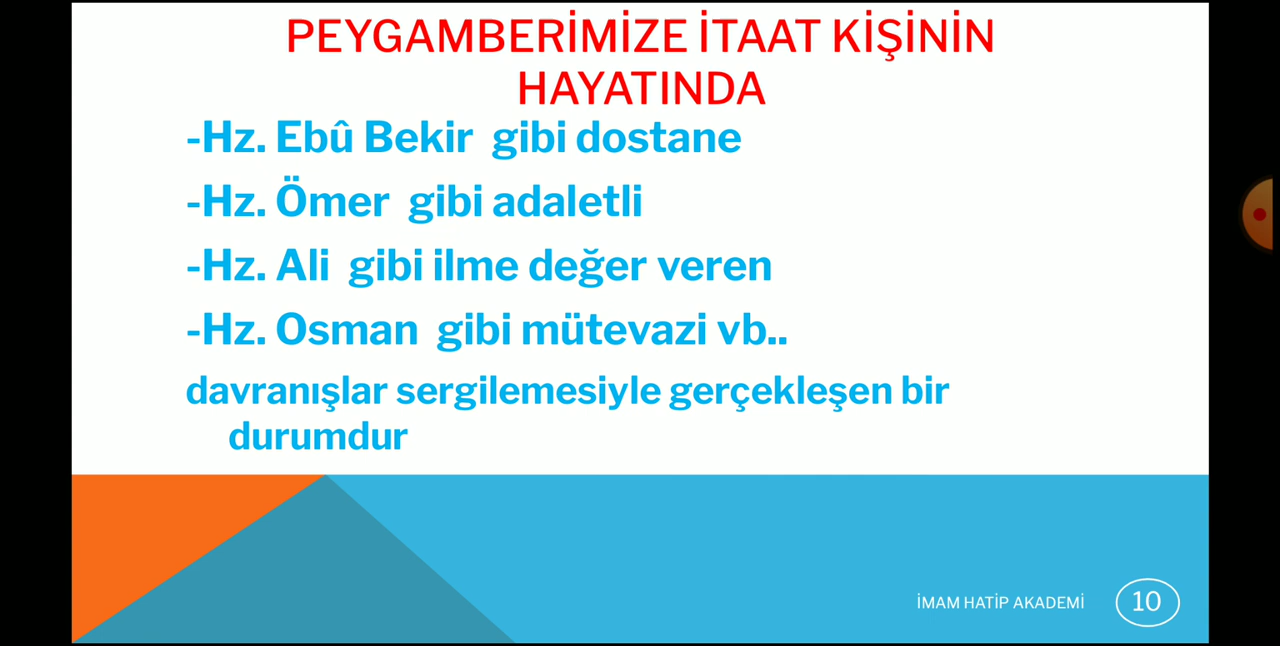 PEYGAMBERİMİZE İTAAT KİŞİNİN
HAYATINDA
-Hz. Ebû Bekir gibi dostane
-Hz. Ömer gibi adaletli
-Hz. Ali gibi ilme değer veren
-Hz. Osman gibi mütevazi vb..
davranışlar sergilemesiyle gerçekleşen bir
durumdur
İMAM HATİP AKADEMİ 10